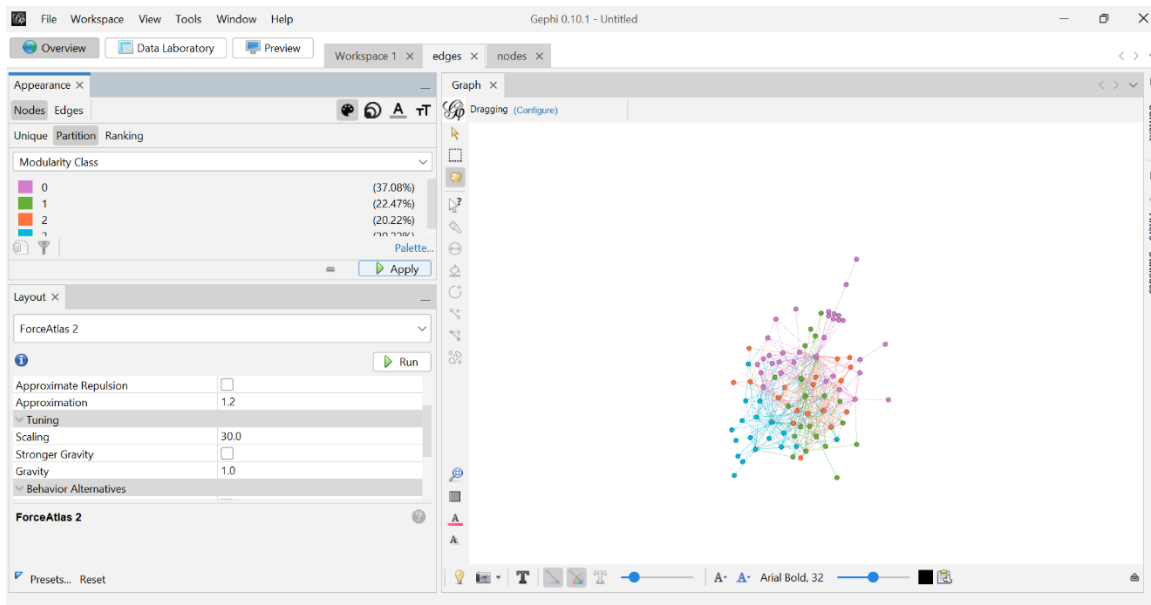 File Workspace View Tools Window Help Gephi 0.10.1 - Untitled
Overview Data Laboratory Preview Workspace 1 edges nodes
Appearance
Nodes Edges
Unique Partition Ranking
Modularity Class
0 (37.08%)
1 (22.47%)
2 (20.22%)
Palette...
Apply
Layout
ForceAtlas 2
Run
Approximate Repulsion
Approximation 1.2
Tuning
Scaling 30.0
Stronger Gravity
Gravity 1.0
Behavior Alternatives
ForceAtlas 2
Presets... Reset
Graph
Dragging (Configure)
T T A- A- Arial Bold, 32